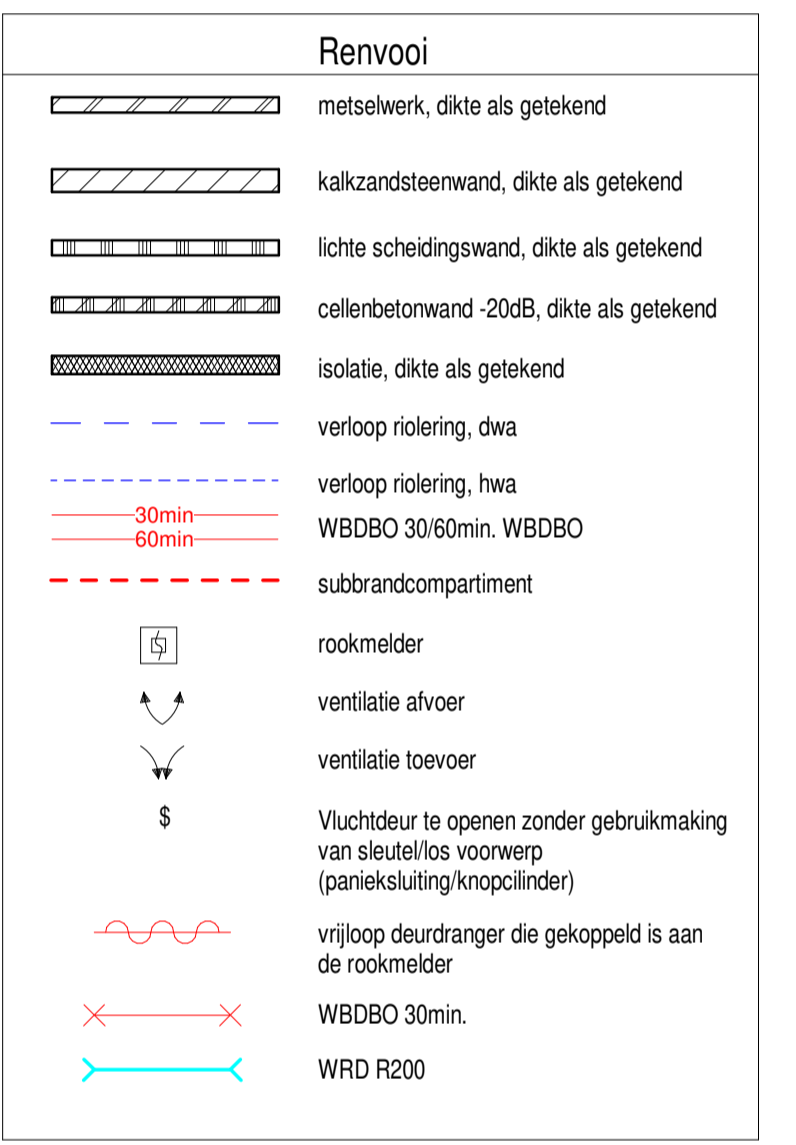 Renvooi
metselwerk, dikte als getekend
kalkzandsteenwand, dikte als getekend
lichte scheidingswand, dikte als getekend
cellenbetonwand -20dB, dikte als getekend
isolatie, dikte als getekend
verloop riolering, dwa
verloop riolering, hwa
30min
60min
WBDBO 30/60min. WBDBO
subbrandcompartiment
rookmelder
ventilatie afvoer
ventilatie toevoer
$
Vluchtdeur te openen zonder gebruikmaking
van sleutel/los voorwerp
(panieksluiting/knopcilinder)
vrijloop deurdranger die gekoppeld is aan
de rookmelder
WBDBO 30min.
WRD R200